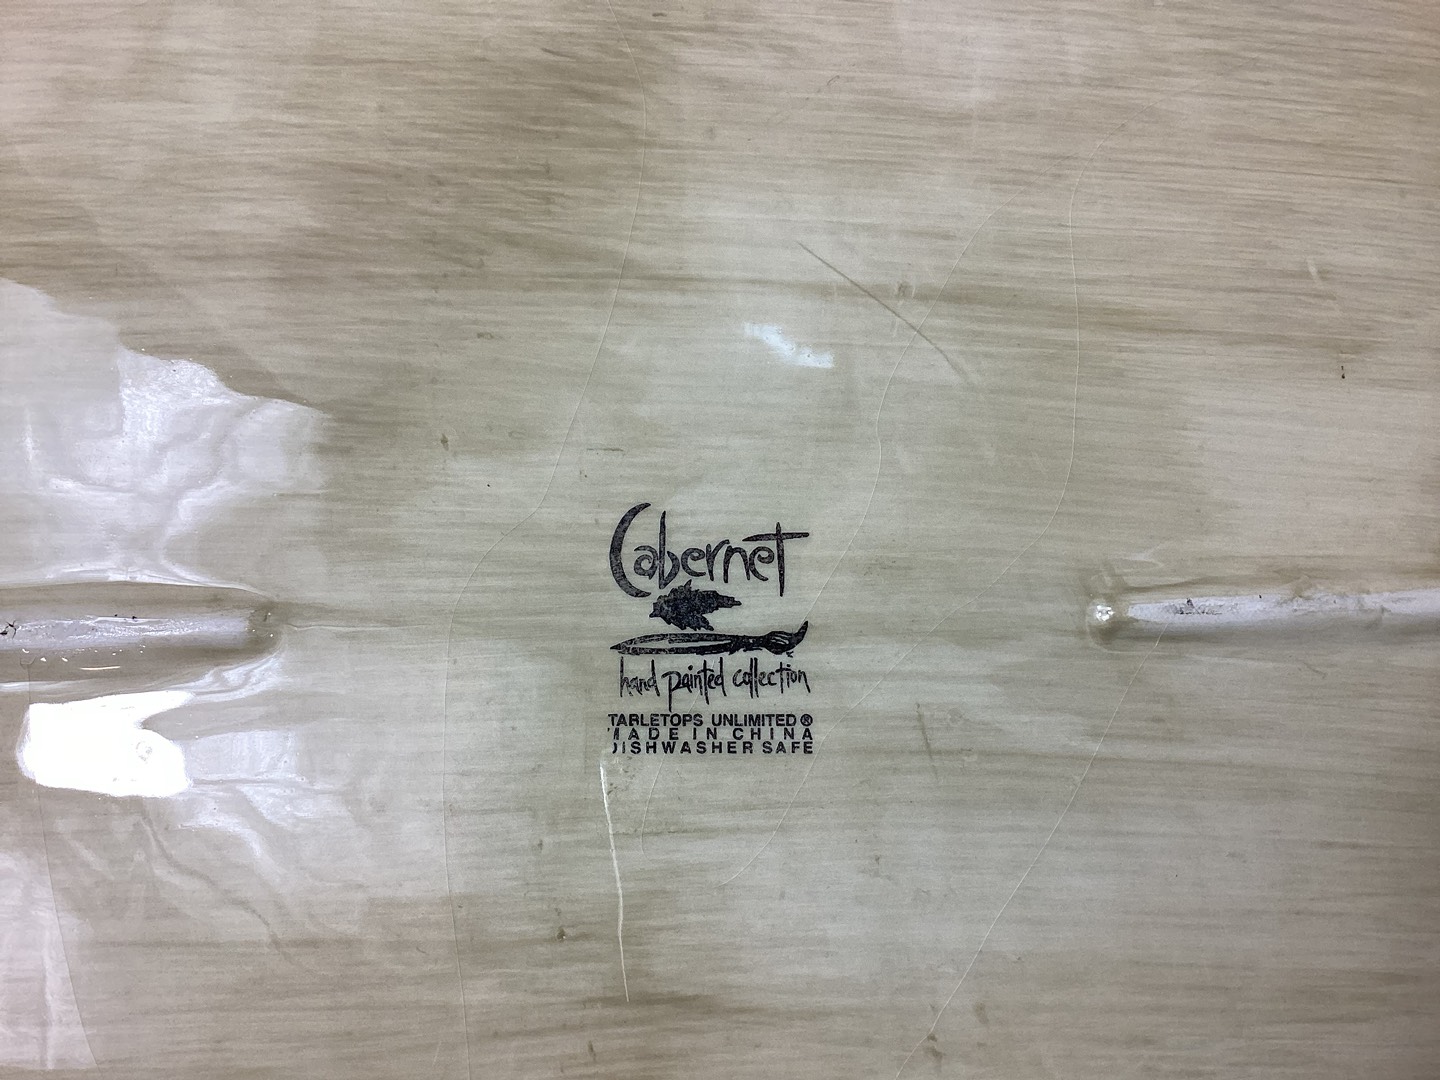 Cabernet
hand painted collection
TABLETOPS UNLIMITED®
MADE IN CHINA
DISHWASHER SAFE